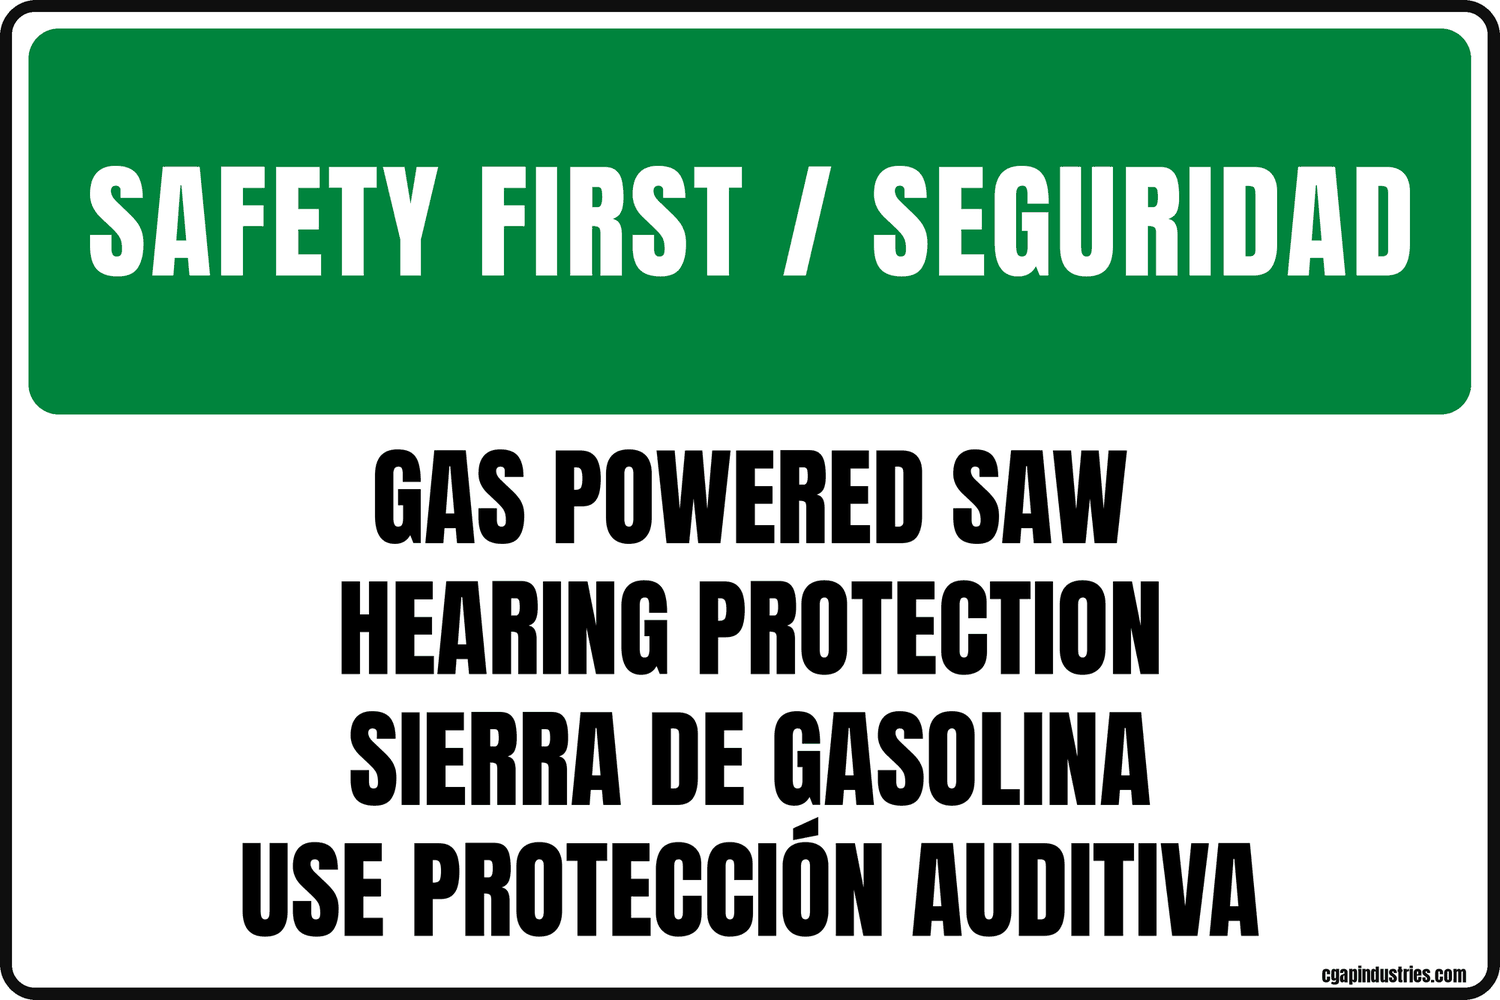 SAFETY FIRST / SEGURIDAD
GAS POWERED SAW
HEARING PROTECTION
SIERRA DE GASOLINA
USE PROTECCIÓN AUDITIVA
cgapindustries.com